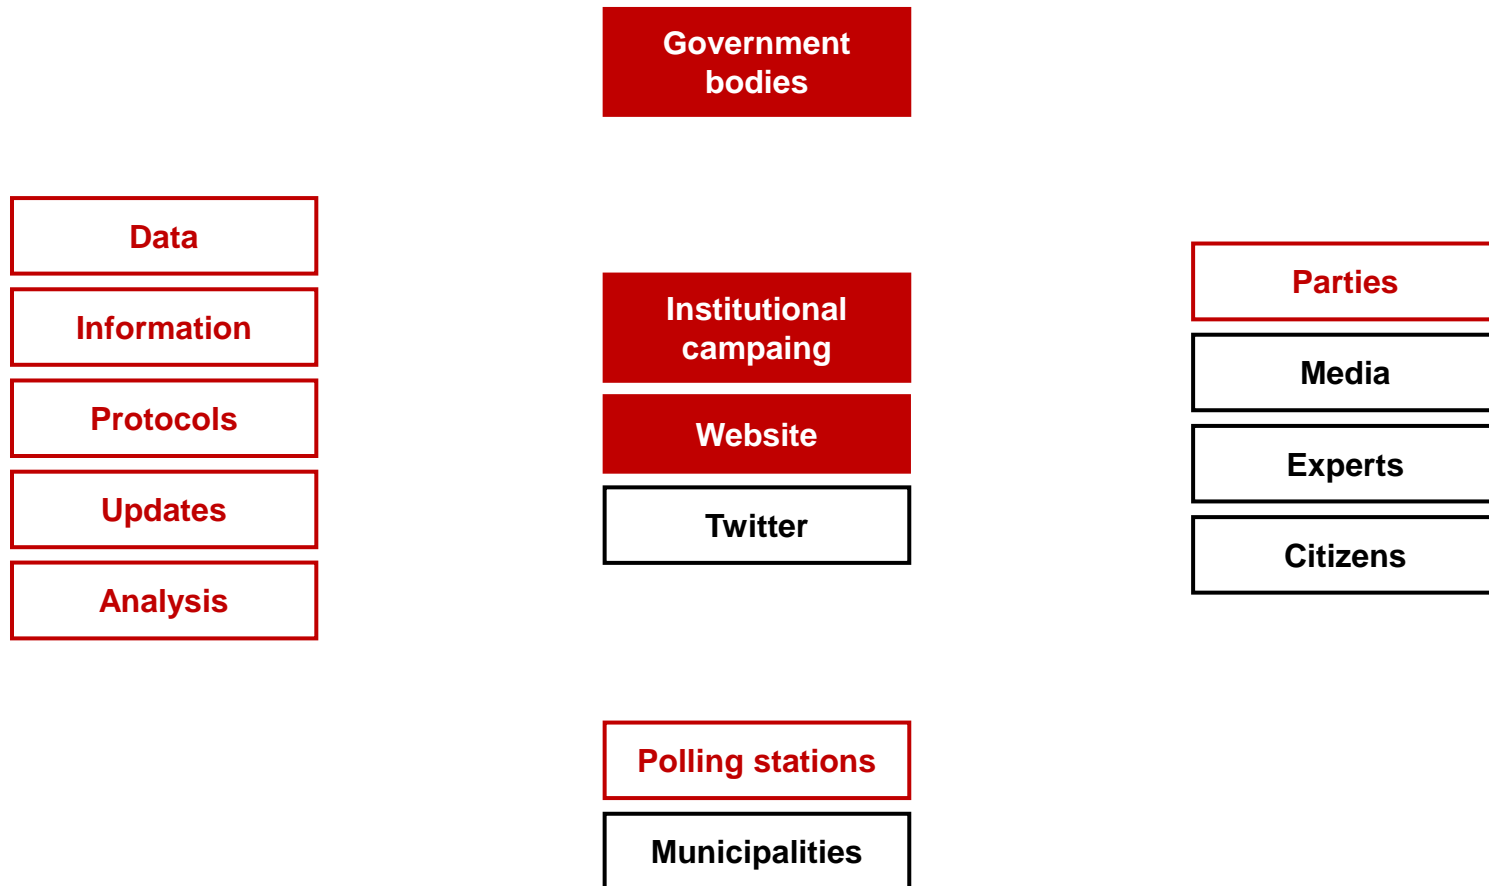 Government
bodies
Data
Information
Protocols
Updates
Analysis
Institutional
campaing
Website
Twitter
Parties
Media
Experts
Citizens
Polling stations
Municipalities